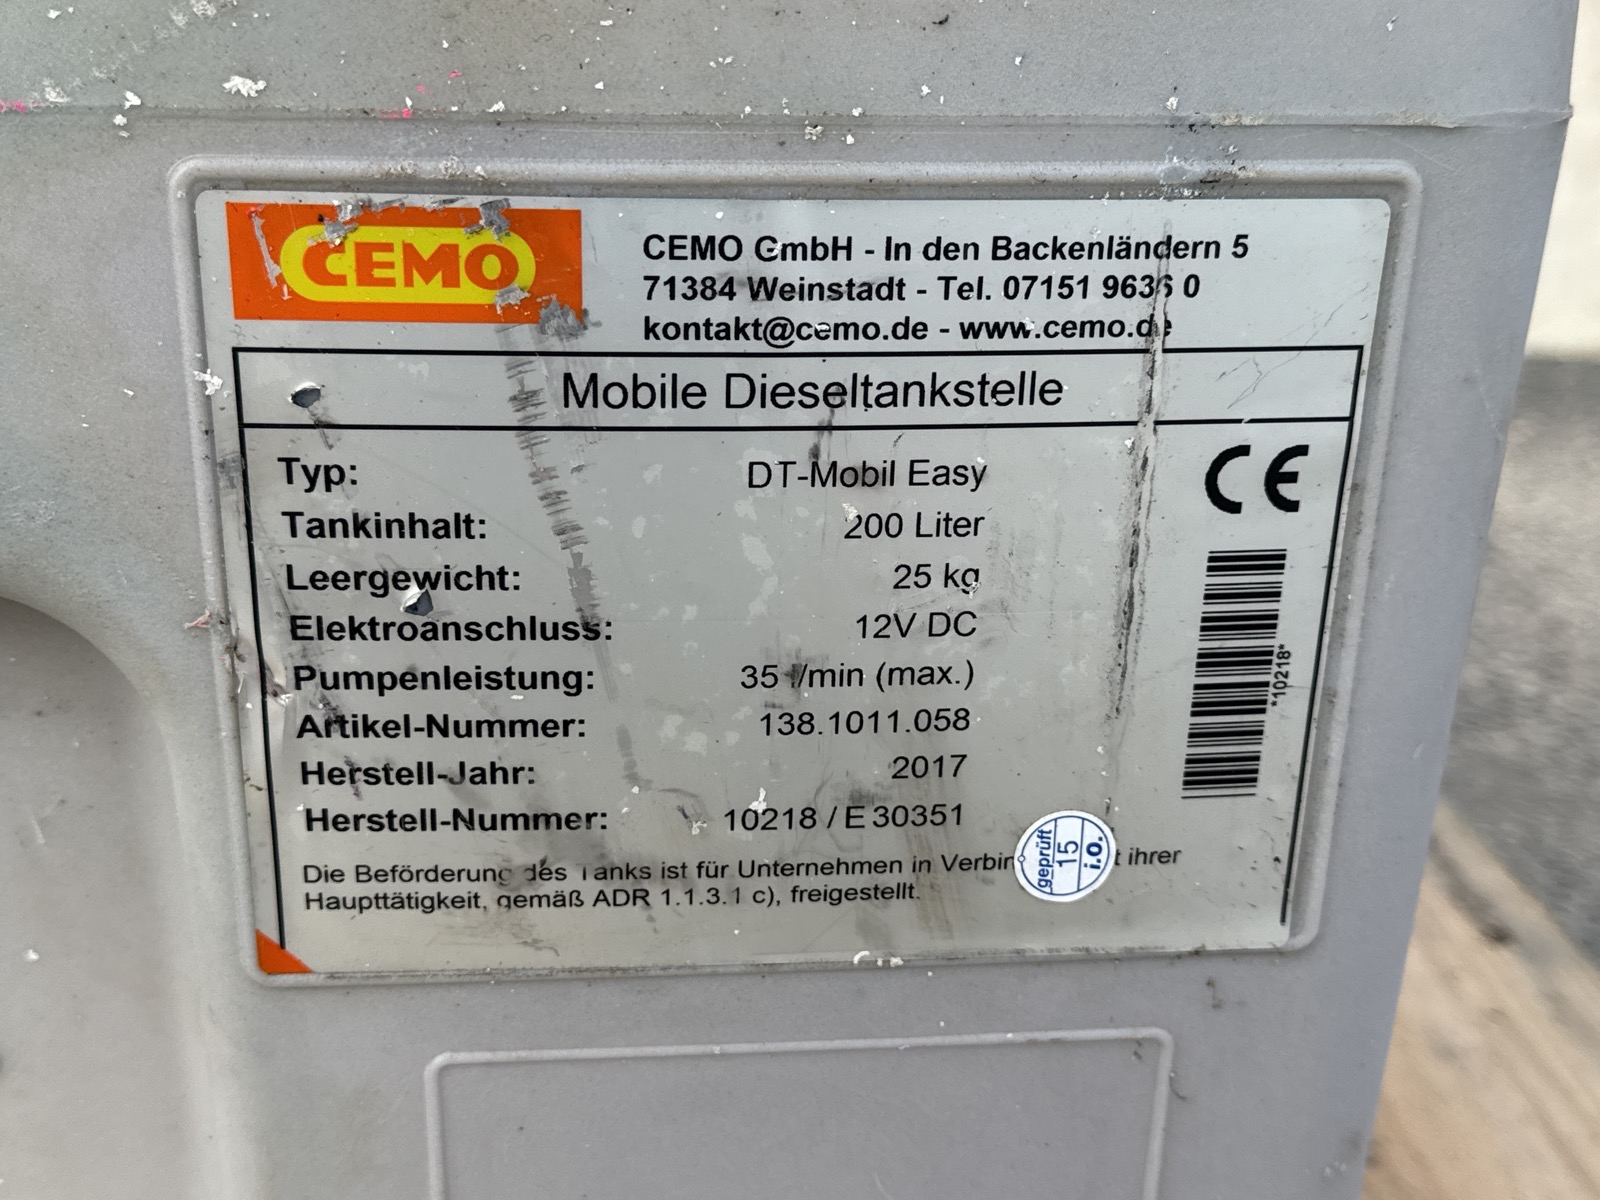 CEMO
CEMO GmbH - In den Backenländern 5
71384 Weinstadt - Tel. 07151 9636 0
kontakt@cemo.de - www.cemo.de
Mobile Dieseltankstelle
CE
Typ: DT-Mobil Easy
Tankinhalt: 200 Liter
Leergewicht: 25 kg
Elektroanschluss: 12V DC
Pumpenleistung: 35 l/min (max.)
Artikel-Nummer: 138.1011.058
Herstell-Jahr: 2017
Herstell-Nummer: 10218 / E 30351
*10218*
Die Beförderung des Tanks ist für Unternehmen in ihrer
Haupttätigkeit, gemäß ADR 1.1.3.1 c), freigestellt.
geprüft
15
i.o.